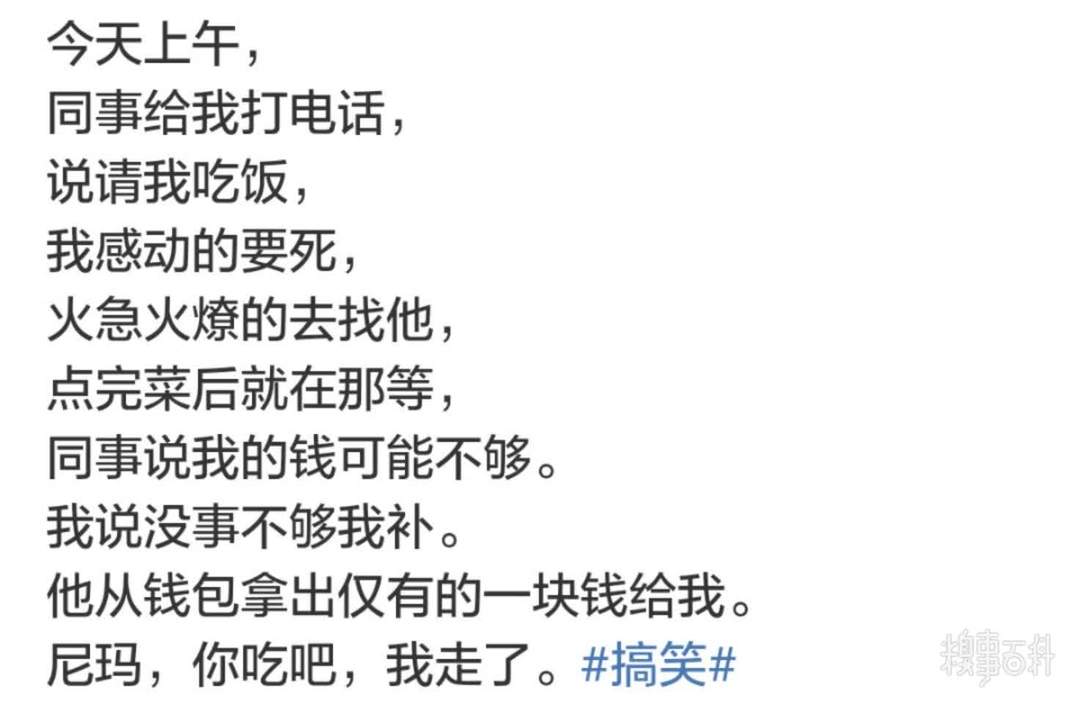 今天上午，
同事给我打电话，
说请我吃饭，
我感动的要死，
火急火燎的去找他，
点完菜后就在那等，
同事说我的钱可能不够。
我说没事不够我补。
他从钱包拿出仅有的一块钱给我。
尼玛，你吃吧，我走了。#搞笑#
糗事百科